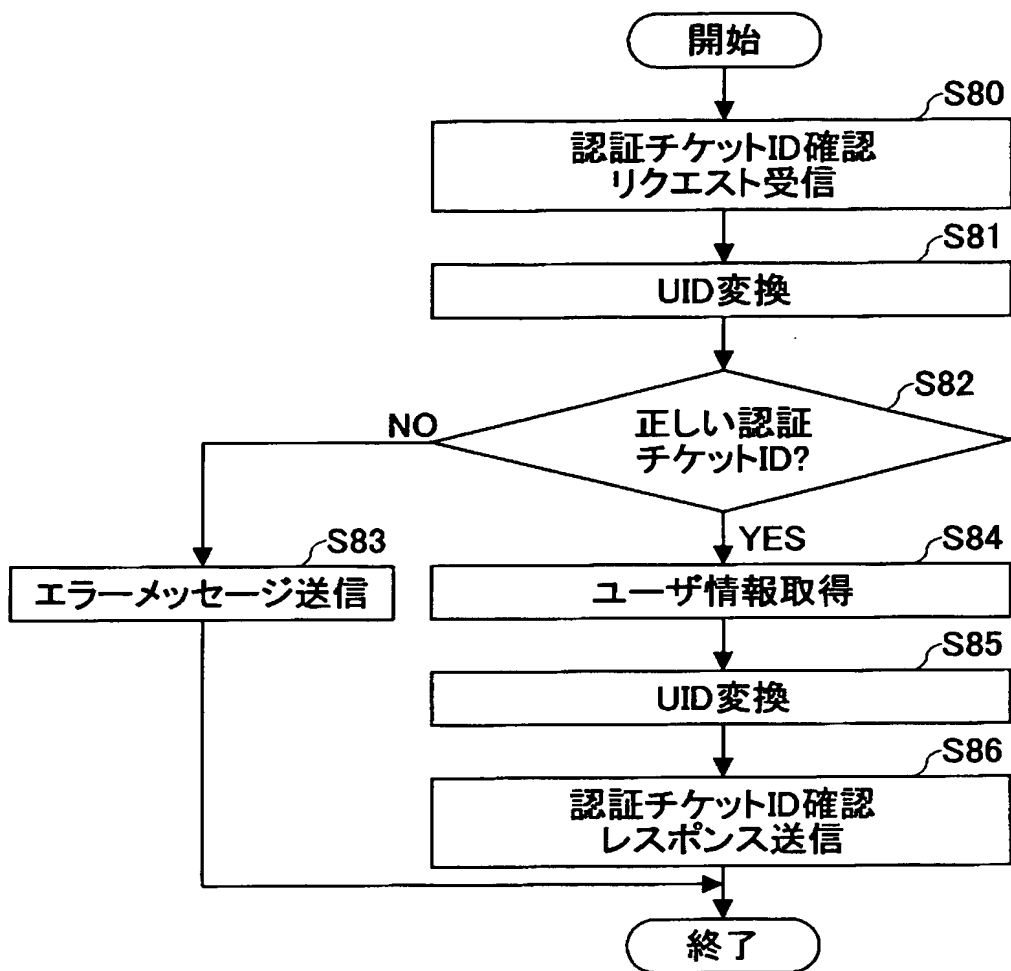 開始
S80
認証チケットID確認
リクエスト受信
S81
UID変換
S82
正しい認証
チケットID?
NO
YES
S83
エラーメッセージ送信
S84
ユーザ情報取得
S85
UID変換
S86
認証チケットID確認
レスポンス送信
終了